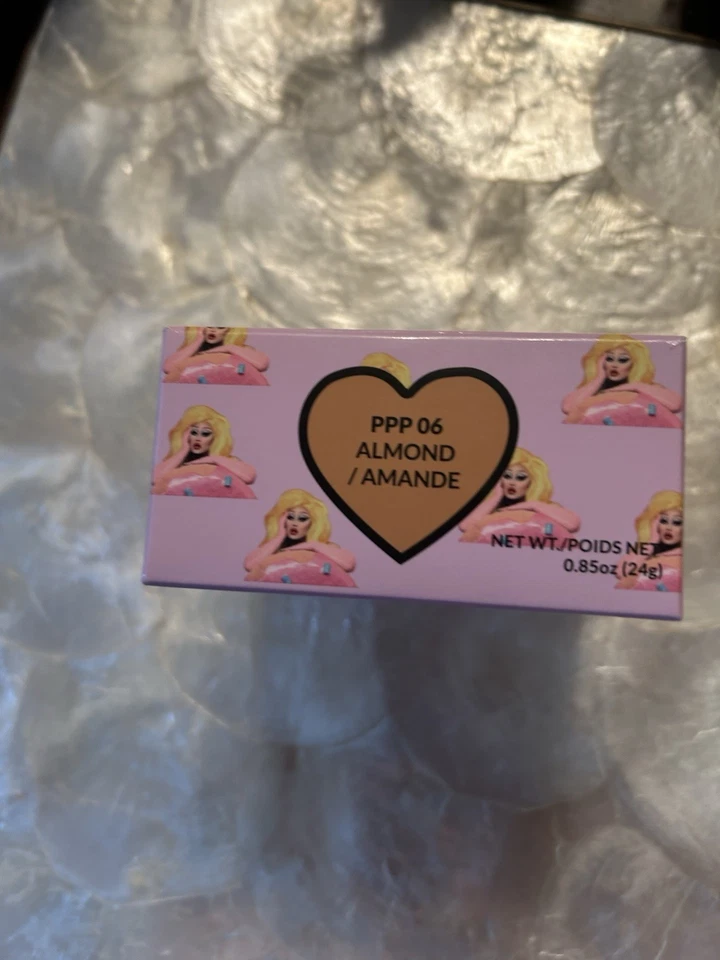 PPP 06
ALMOND
/ AMANDE
NET WT./POIDS NET
0.85oz (24g)